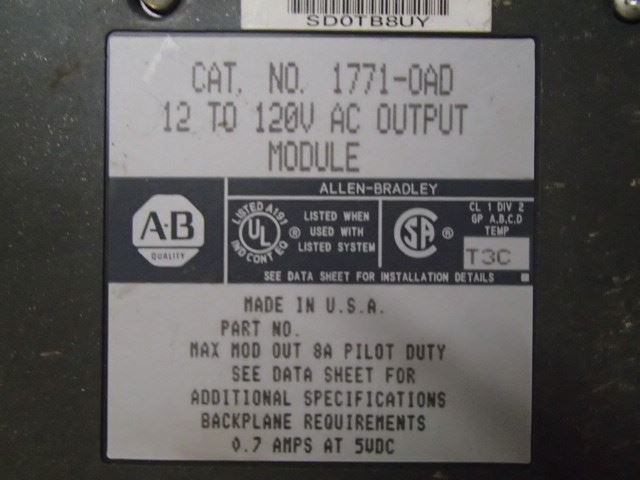 SD0TB8UY
CAT. NO. 1771-OAD
12 TO 120V AC OUTPUT
MODULE
ALLEN-BRADLEY
A-B
QUALITY
LISTED A191
UL
IND CONT EQ
®
LISTED WHEN
USED WITH
LISTED SYSTEM
SA
®
CL 1 DIV 2
GP A,B,C,D
TEMP
T3C
SEE DATA SHEET FOR INSTALLATION DETAILS
MADE IN U.S.A.
PART NO.
MAX MOD OUT 8A PILOT DUTY
SEE DATA SHEET FOR
ADDITIONAL SPECIFICATIONS
BACKPLANE REQUIREMENTS
0.7 AMPS AT 5VDC